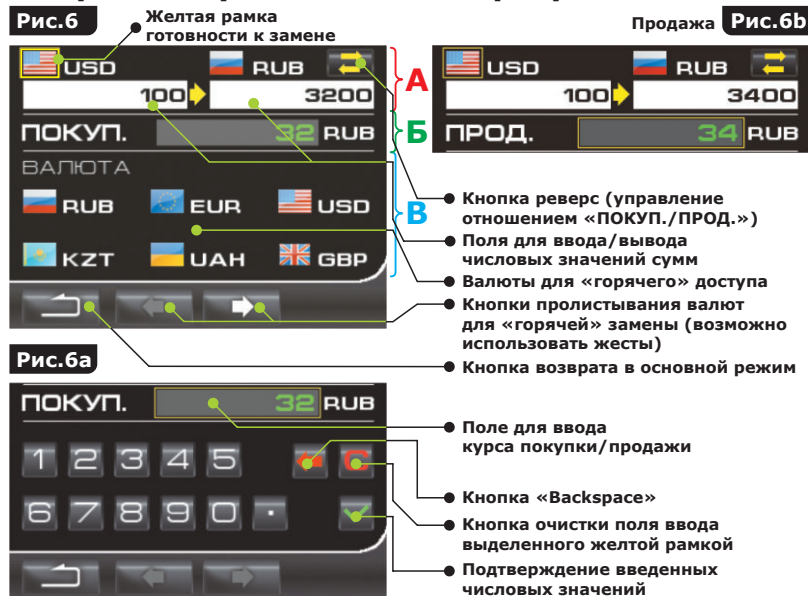 Рис.6
Желтая рамка
готовности к замене
Продажа
Рис.6b
USD
RUB
100
3200
А
ПОКУП.
32 RUB
Б
ВАЛЮТА
RUB
EUR
USD
В
KZT
UAH
GBP
USD
RUB
100
3400
ПРОД.
34 RUB
Кнопка реверс (управление
отношением «ПОКУП./ПРОД.»)
Поля для ввода/вывода
числовых значений сумм
Валюты для «горячего» доступа
Кнопки пролистывания валют
для «горячей» замены (возможно
использовать жесты)
Кнопка возврата в основной режим
Рис.6а
ПОКУП.
32 RUB
1 2 3 4 5
C
6 7 8 9 0 .
Поле для ввода
курса покупки/продажи
Кнопка «Backspace»
Кнопка очистки поля ввода
выделенного желтой рамкой
Подтверждение введенных
числовых значений